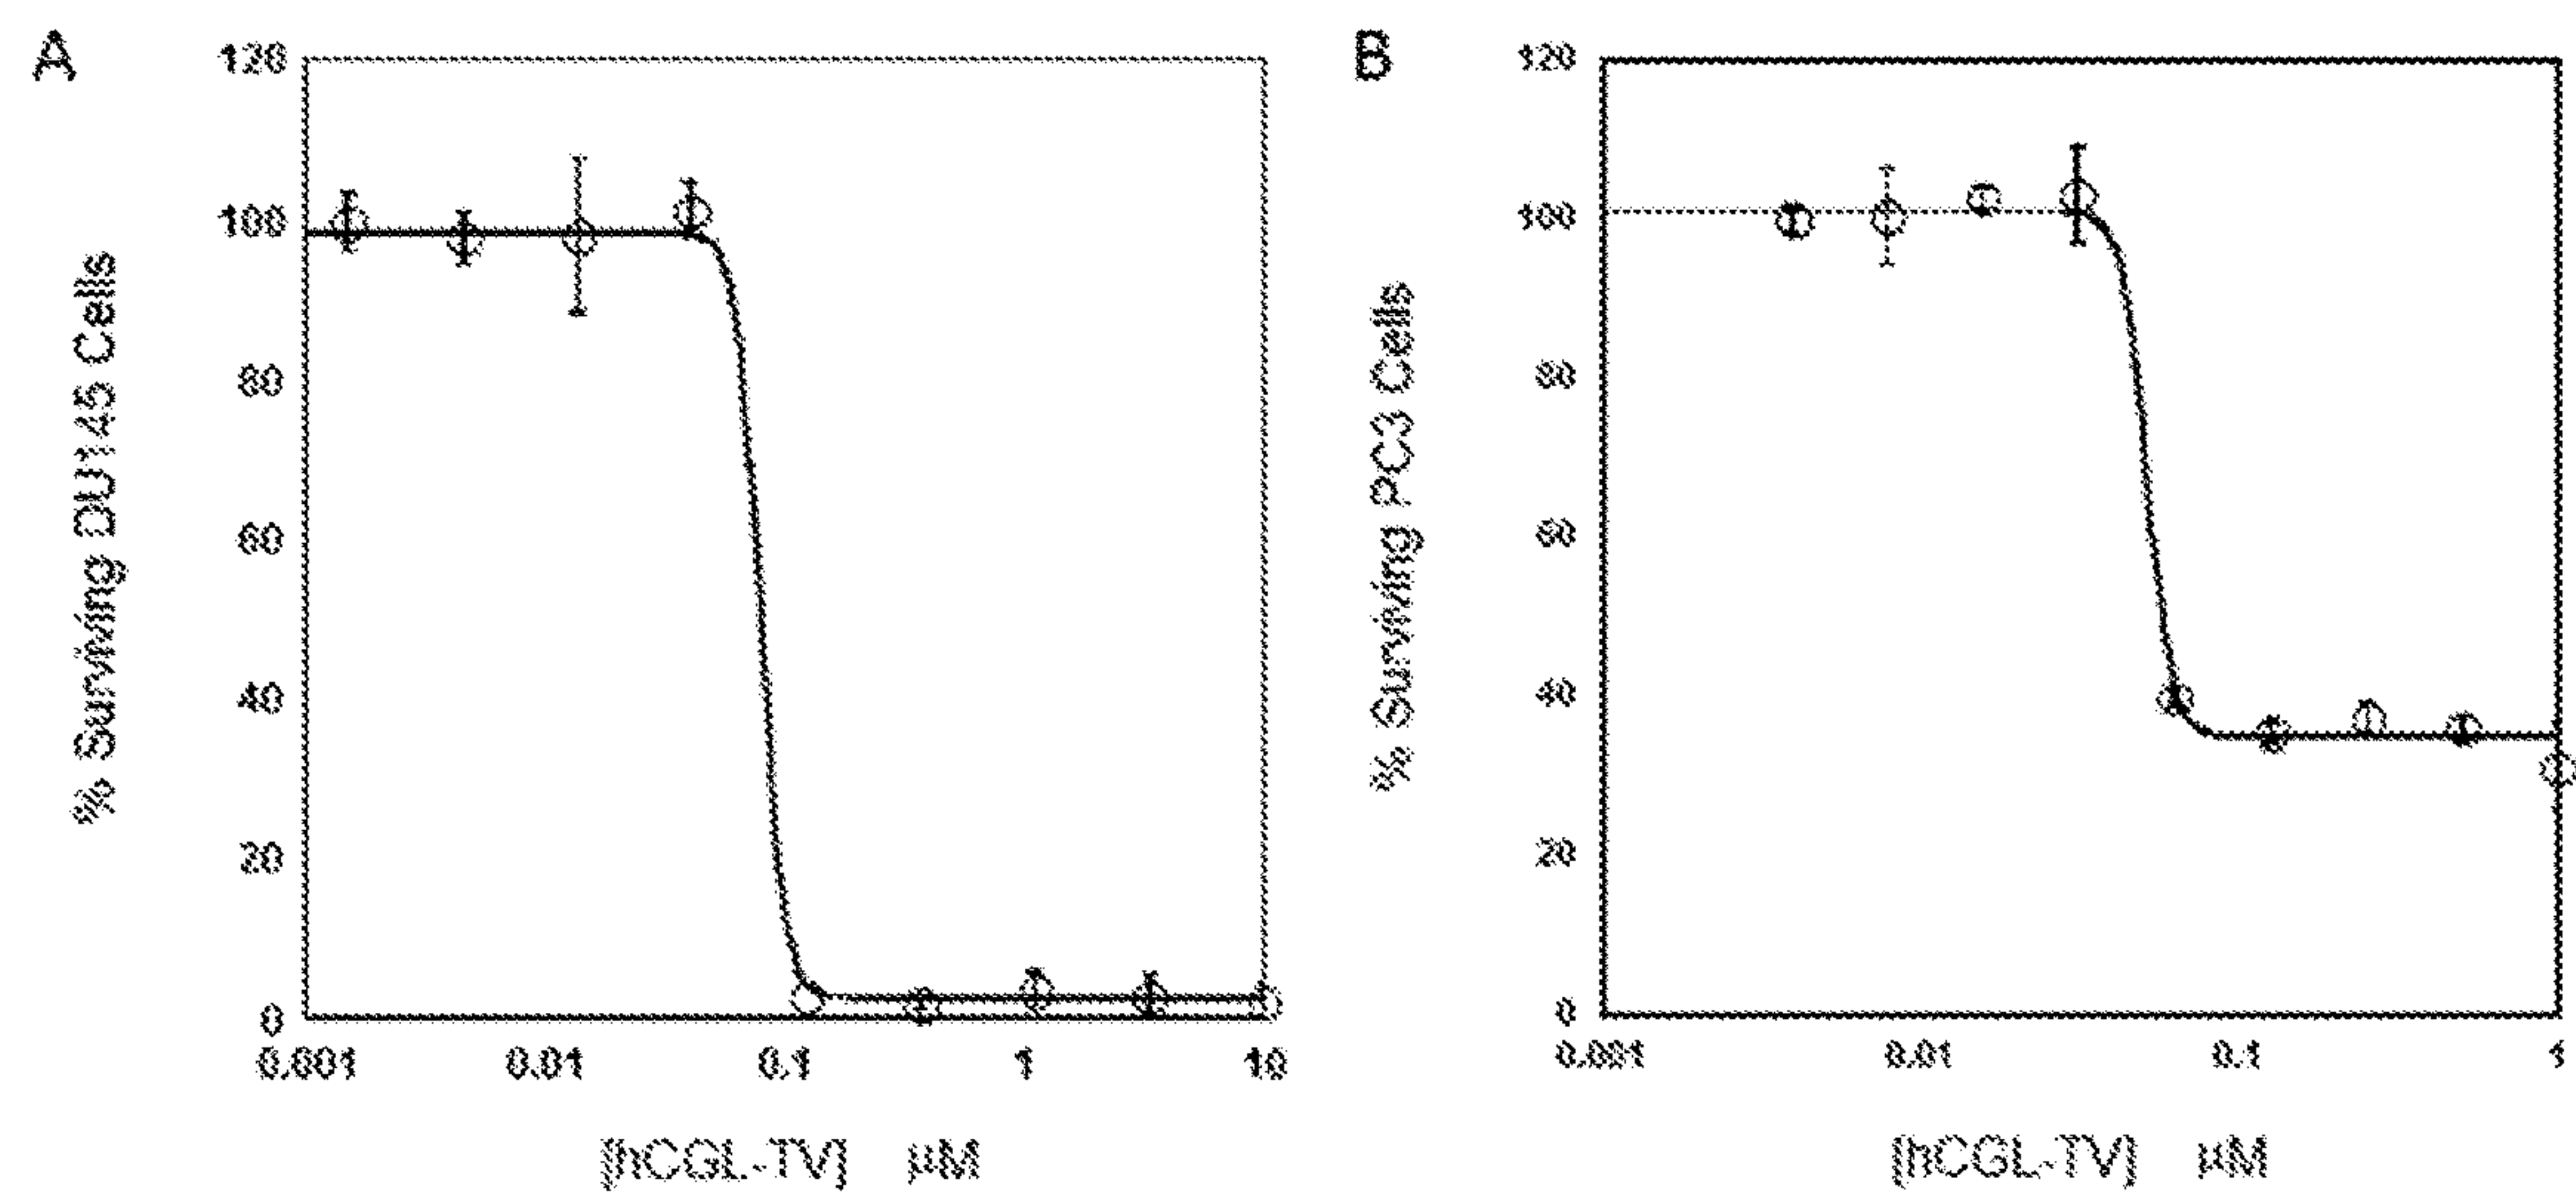 A
120
100
80
60
40
20
0
0.001 0.01 0.1 1 10
% Surviving DU145 Cells
[hCGL-TV] µM
B
120
100
80
60
40
20
0
0.001 0.01 0.1 1
% Surviving PC3 Cells
[hCGL-TV] µM